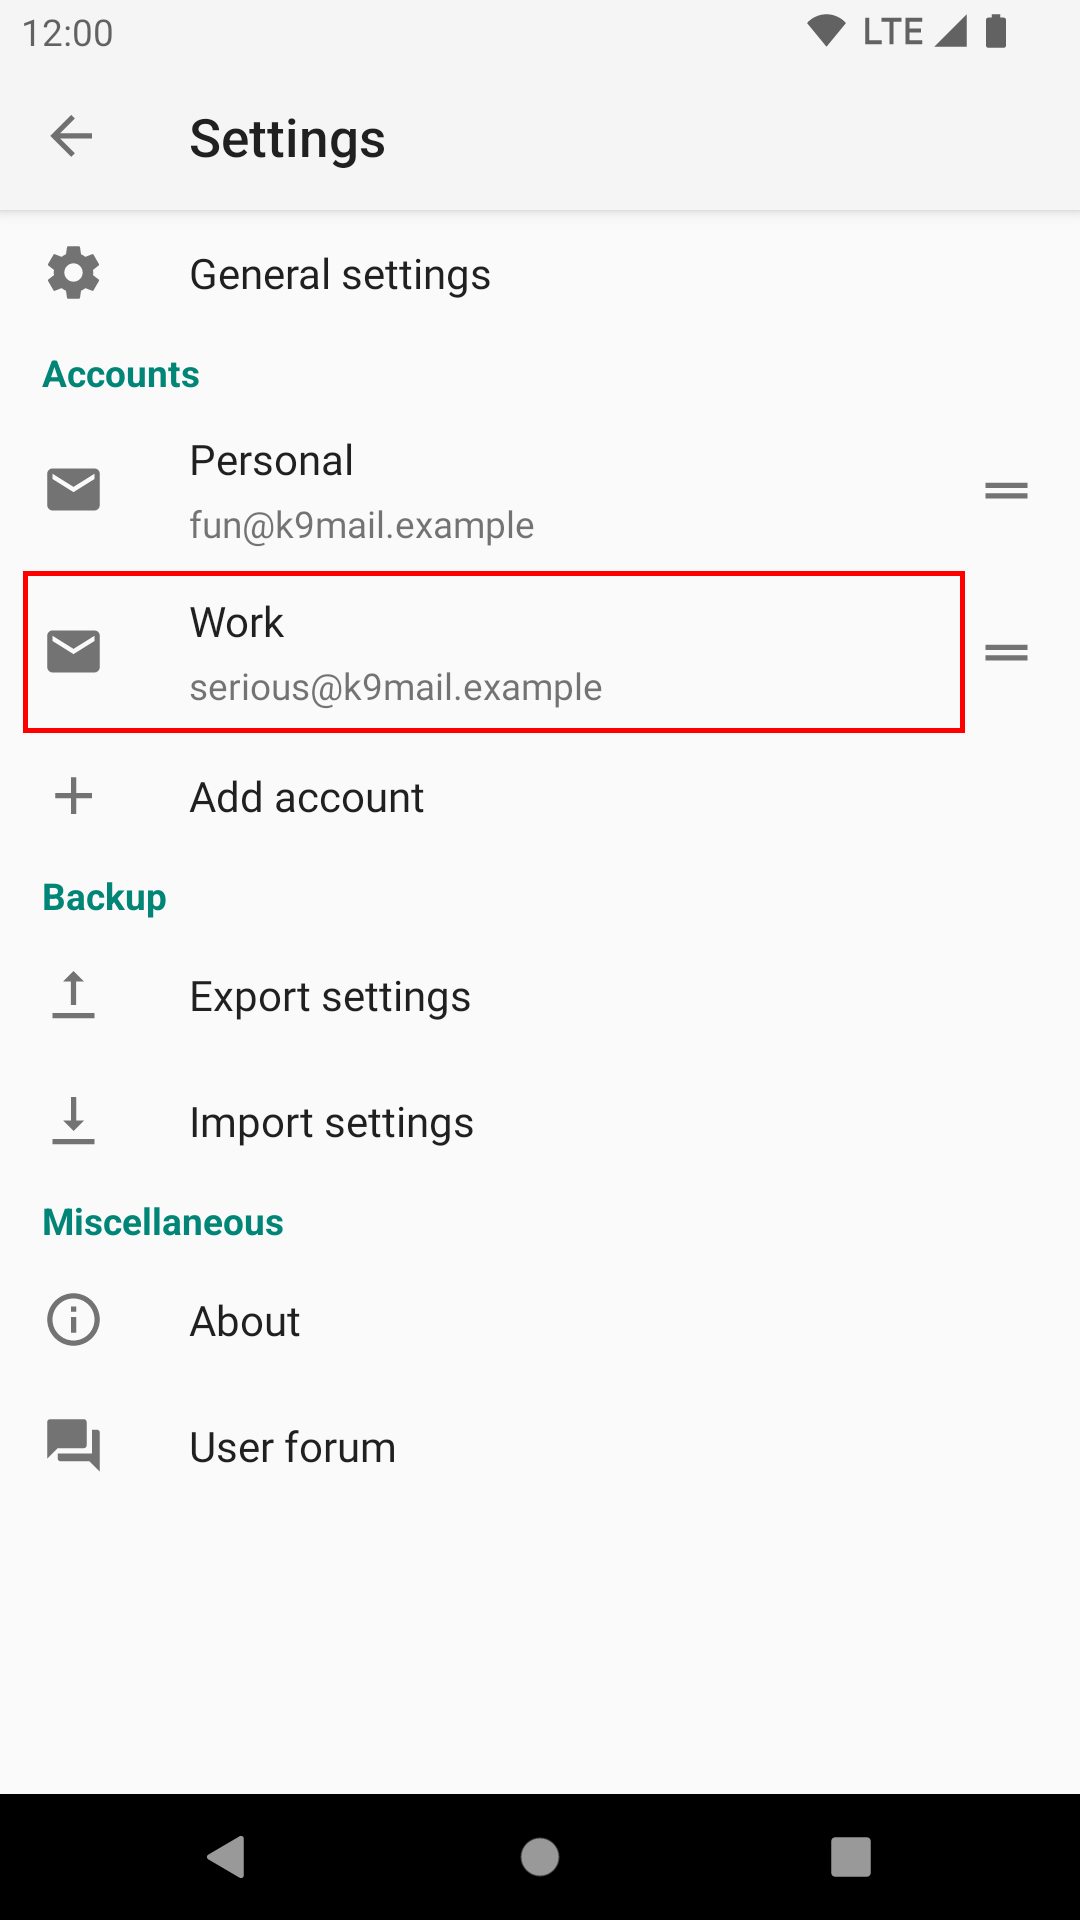 12:00
LTE
Settings
General settings
Accounts
Personal
fun@k9mail.example
Work
serious@k9mail.example
Add account
Backup
Export settings
Import settings
Miscellaneous
About
User forum